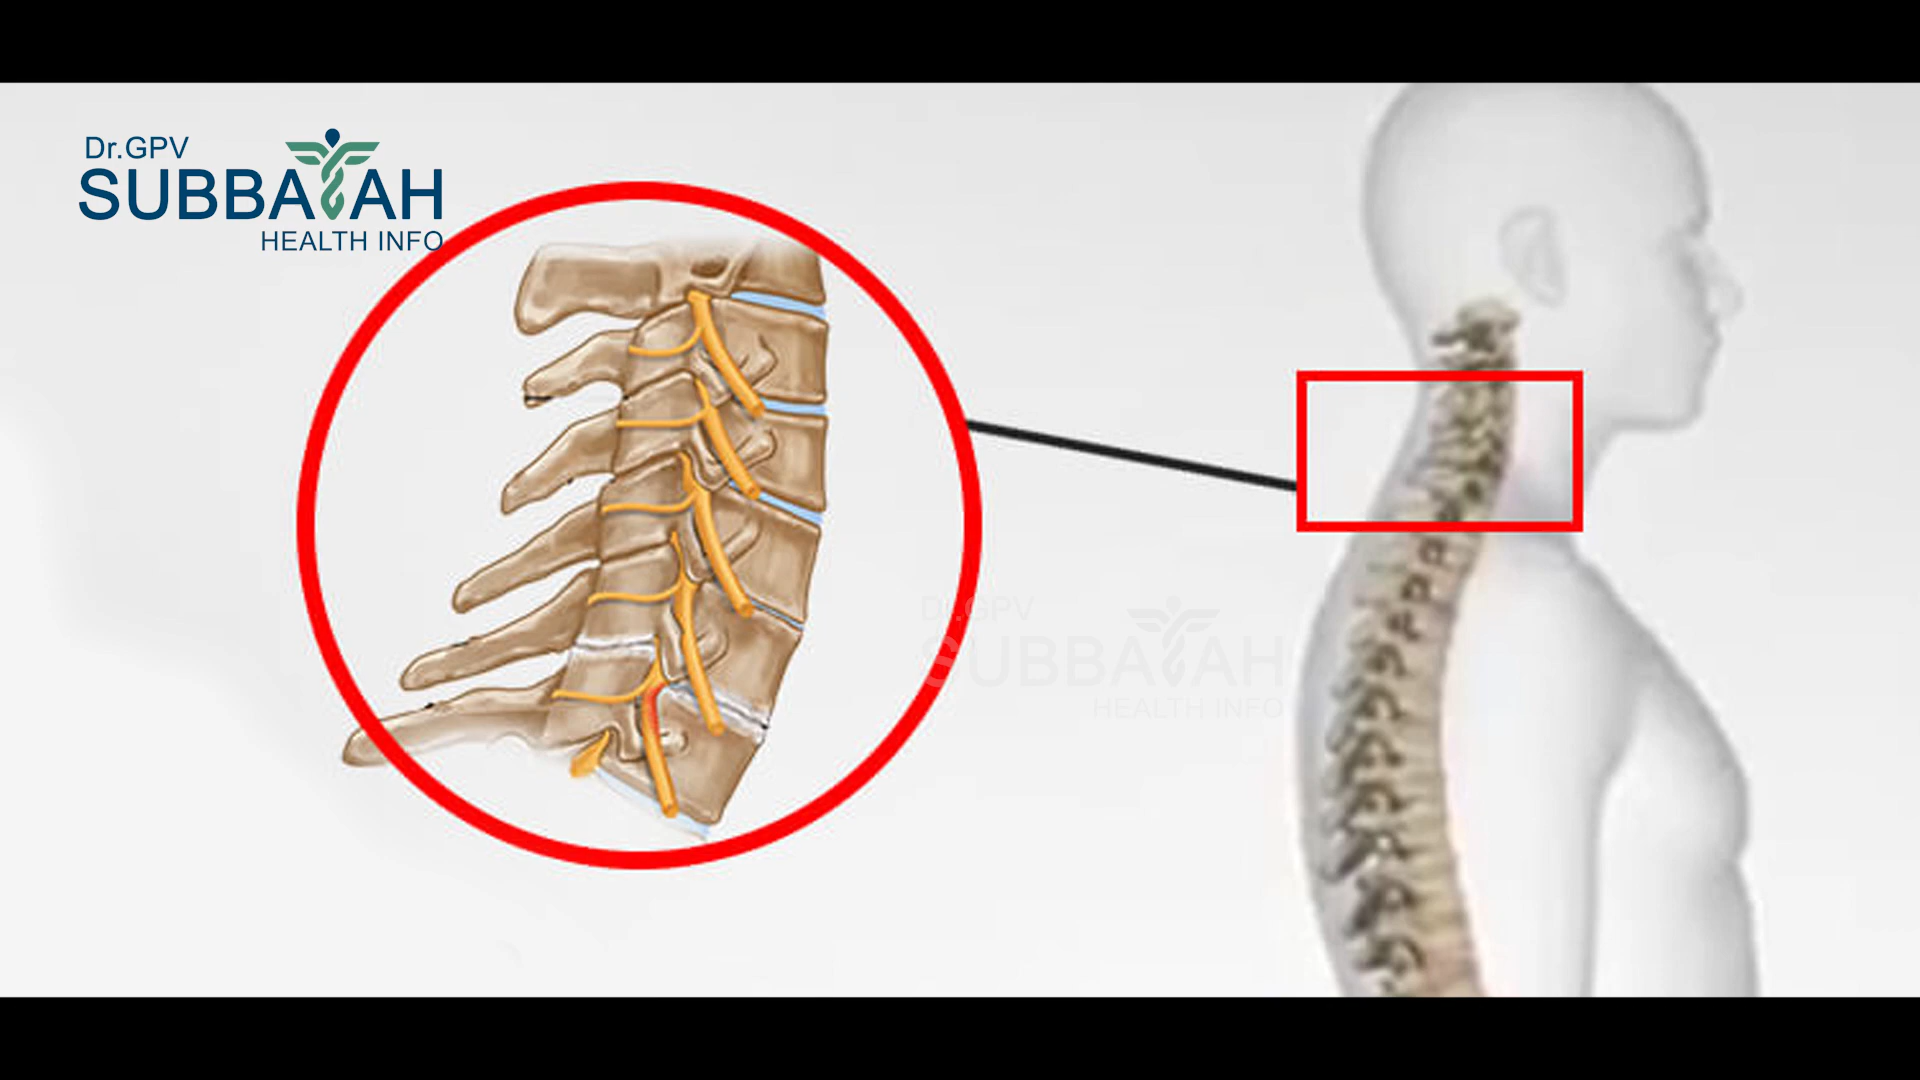 Dr.GPV
SUBBAIAH
HEALTH INFO
Dr.GPV
SUBBAIAH
HEALTH INFO